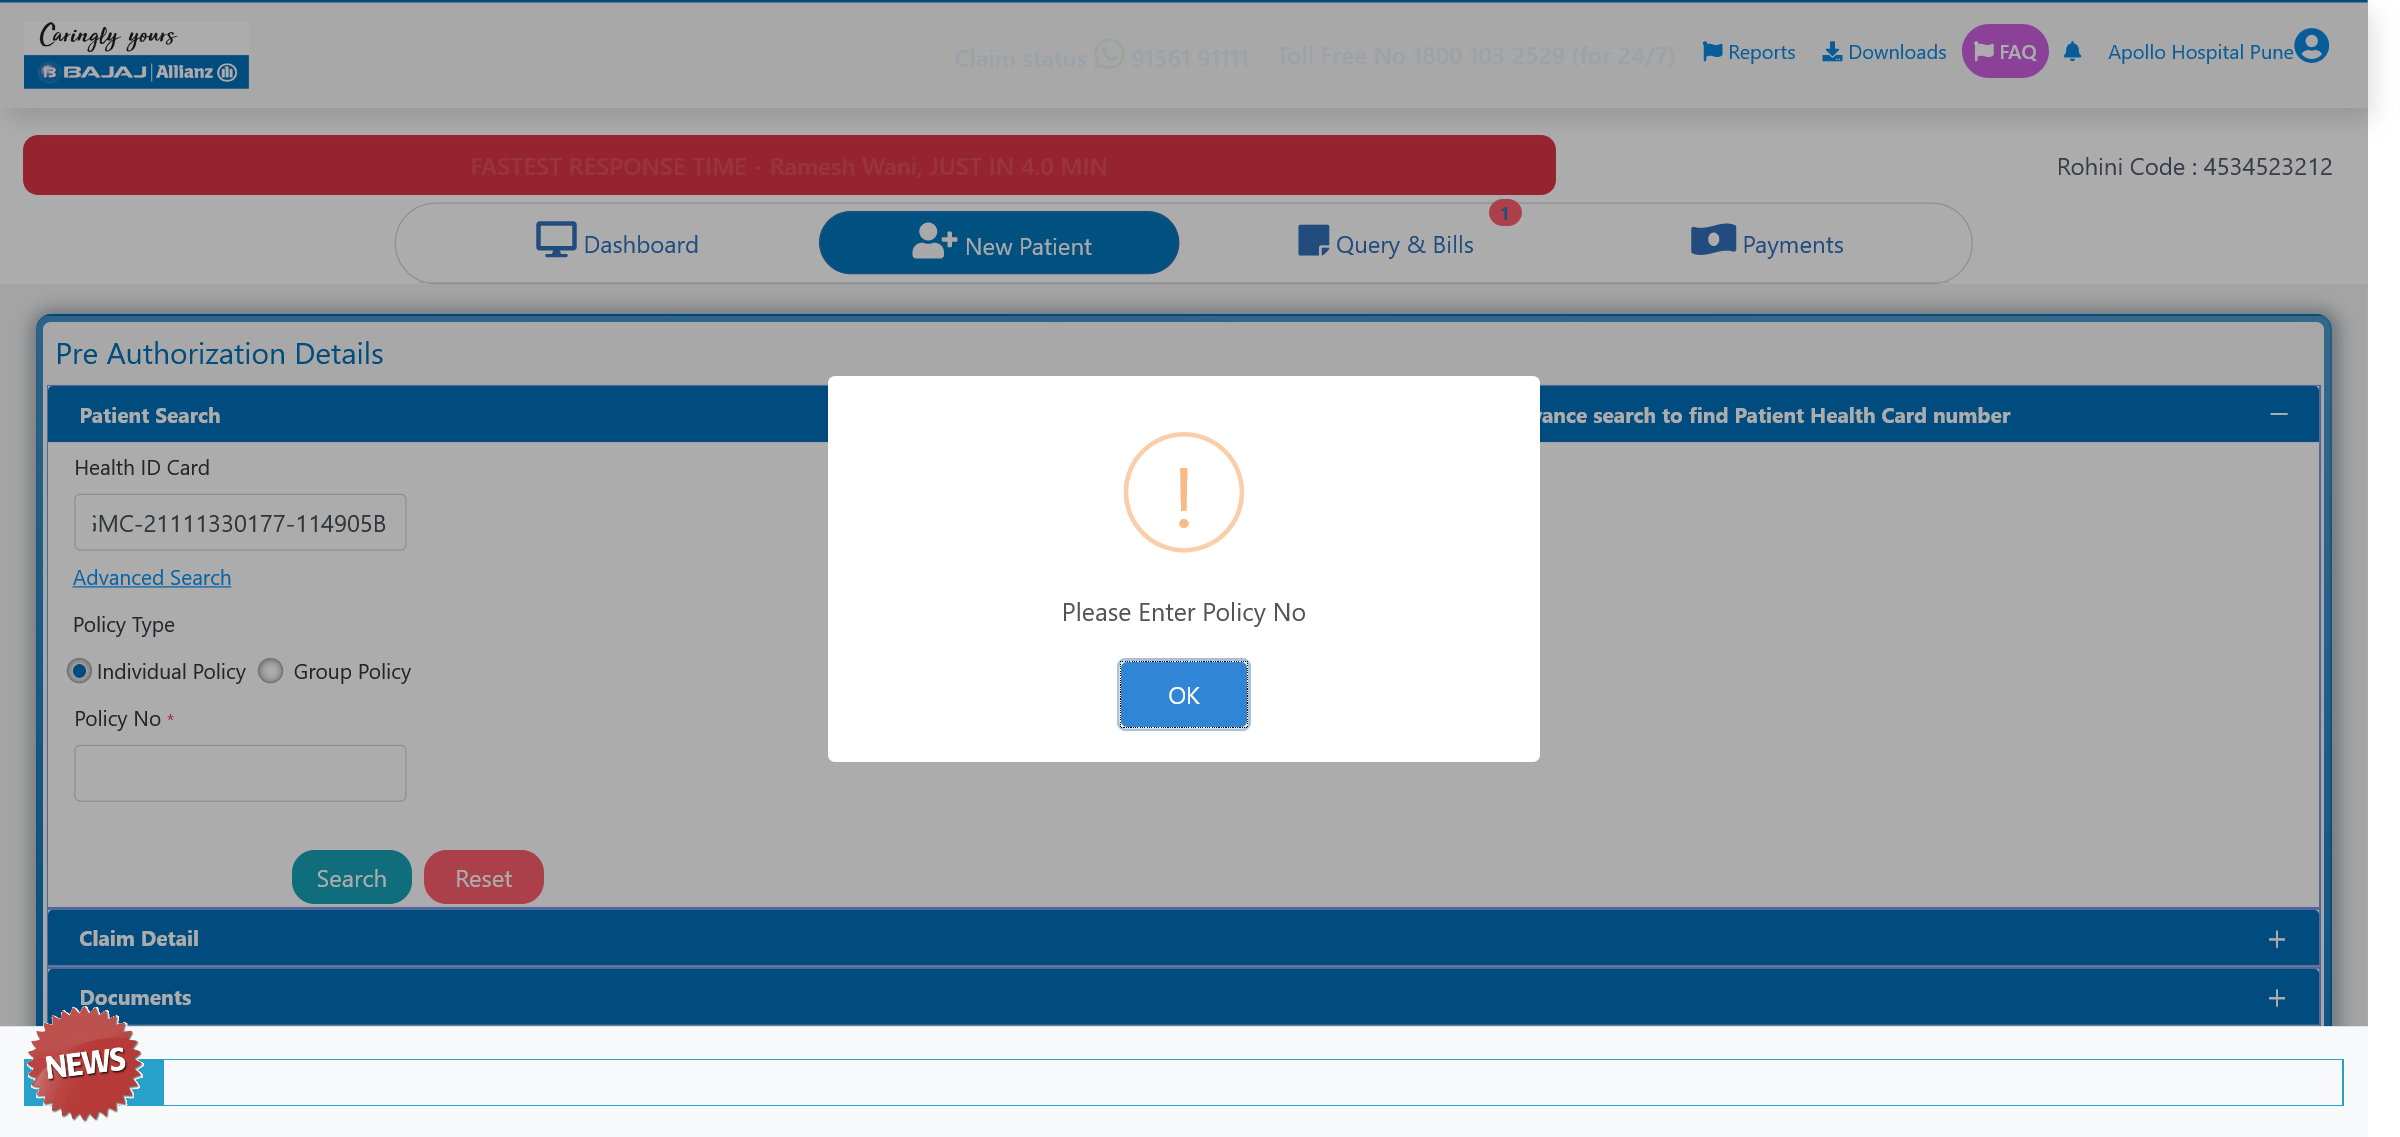 Caringly yours
BAJAJ | Allianz
Claim status 91561 91111
Toll Free No 1800 103 2529 (for 24/7)
Reports
Downloads
FAQ
Apollo Hospital Pune
FASTEST RESPONSE TIME - Ramesh Wani, JUST IN 4.0 MIN
Rohini Code : 4534523212
Dashboard
New Patient
Query & Bills
1
Payments
Pre Authorization Details
Patient Search
search to find Patient Health Card number
Health ID Card
MC-21111330177-114905B
Advanced Search
Policy Type
Individual Policy
Group Policy
Policy No *
Search
Reset
!
Please Enter Policy No
OK
Claim Detail
Documents
NEWS